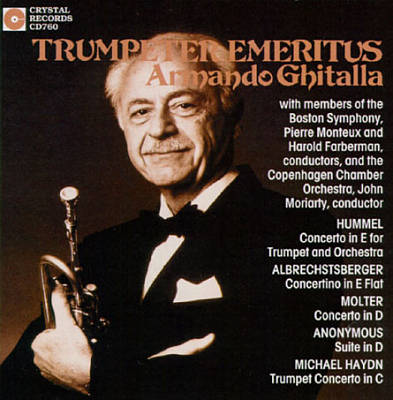 CRYSTAL
RECORDS
CD760
TRUMPETER EMERITUS
Armando Ghitalla
with members of the
Boston Symphony,
Pierre Monteux and
Harold Farberman,
conductors, and the
Copenhagen Chamber
Orchestra, John
Moriarty, conductor
HUMMEL
Concerto in E for
Trumpet and Orchestra
ALBRECHSTSBERGER
Concertino in E Flat
MOLTER
Concerto in D
ANONYMOUS
Suite in D
MICHAEL HAYDN
Trumpet Concerto in C